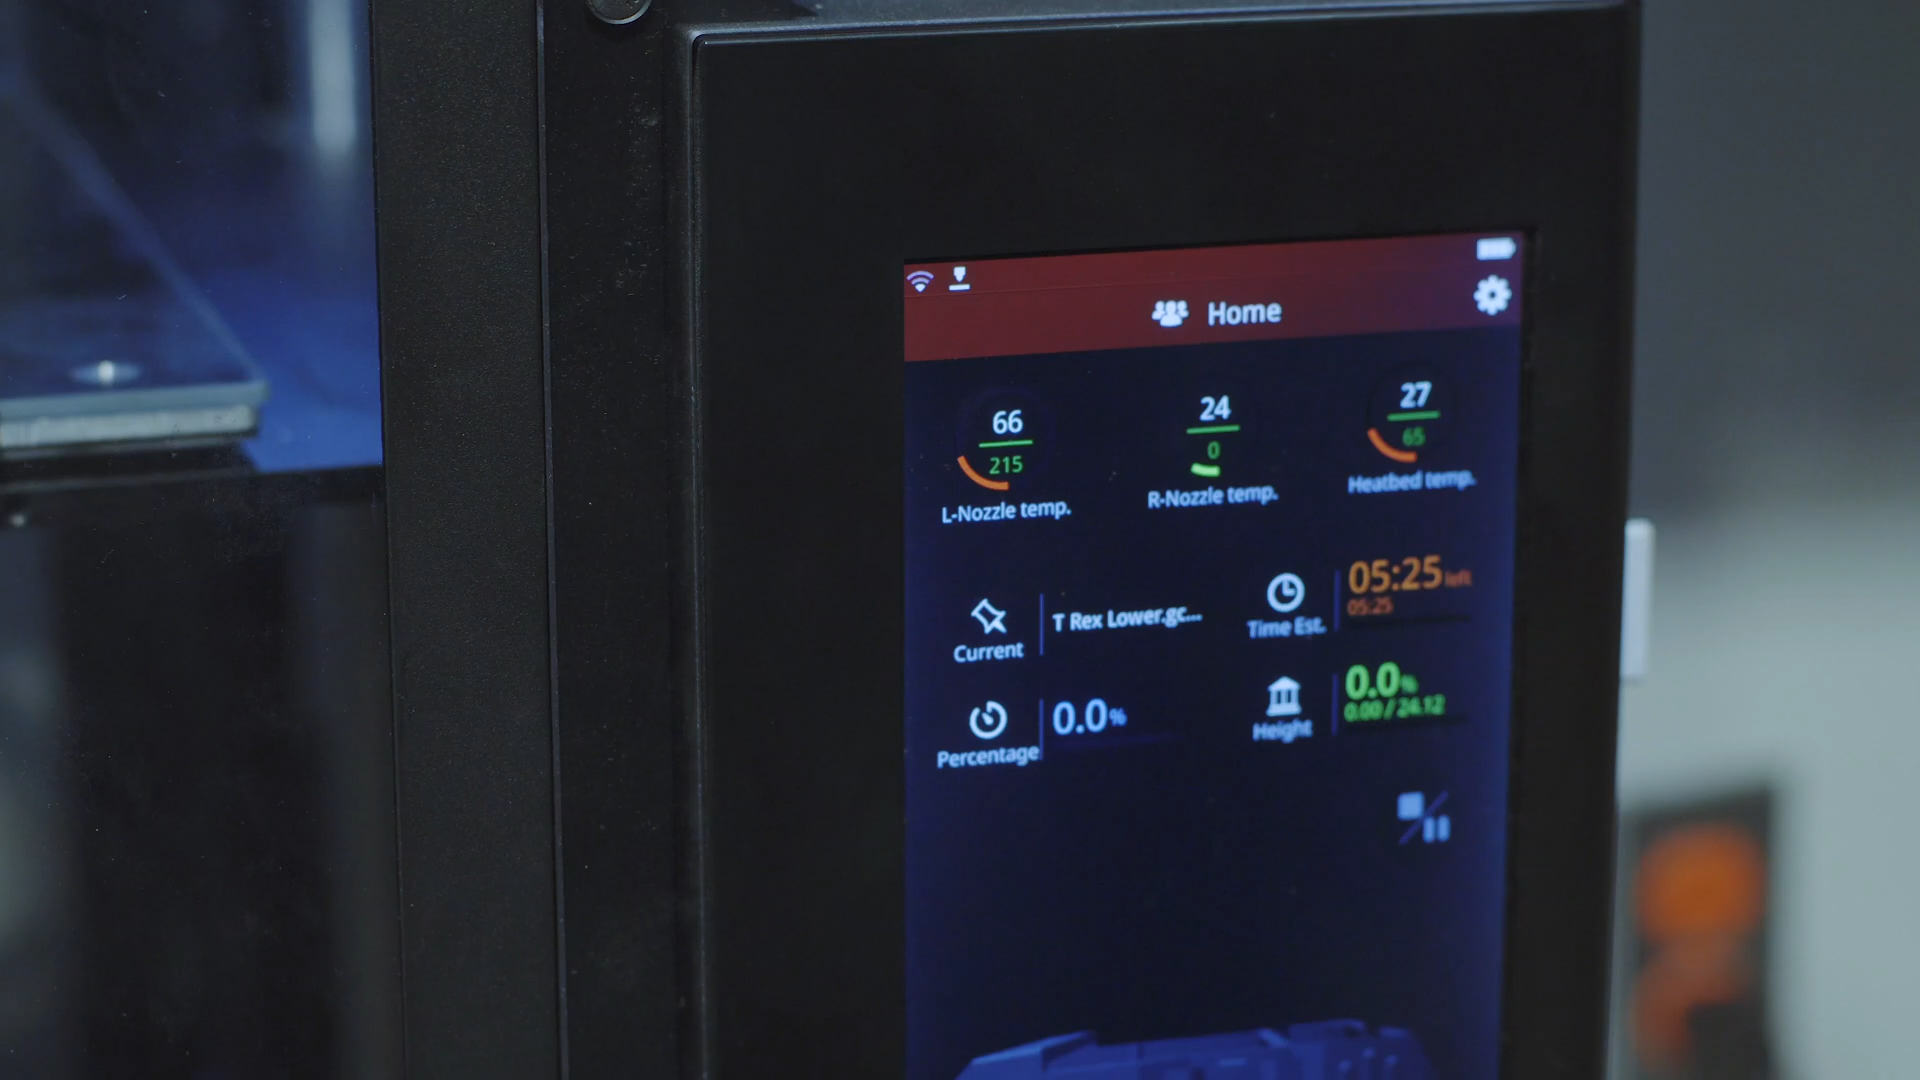 Home
66
215
L-Nozzle temp.
24
0
R-Nozzle temp.
27
65
Heatbed temp.
Current
T Rex Lower.gc...
Time Est.
05:25 left
05:25
Percentage
0.0%
Height
0.0%
0.00 / 24.12